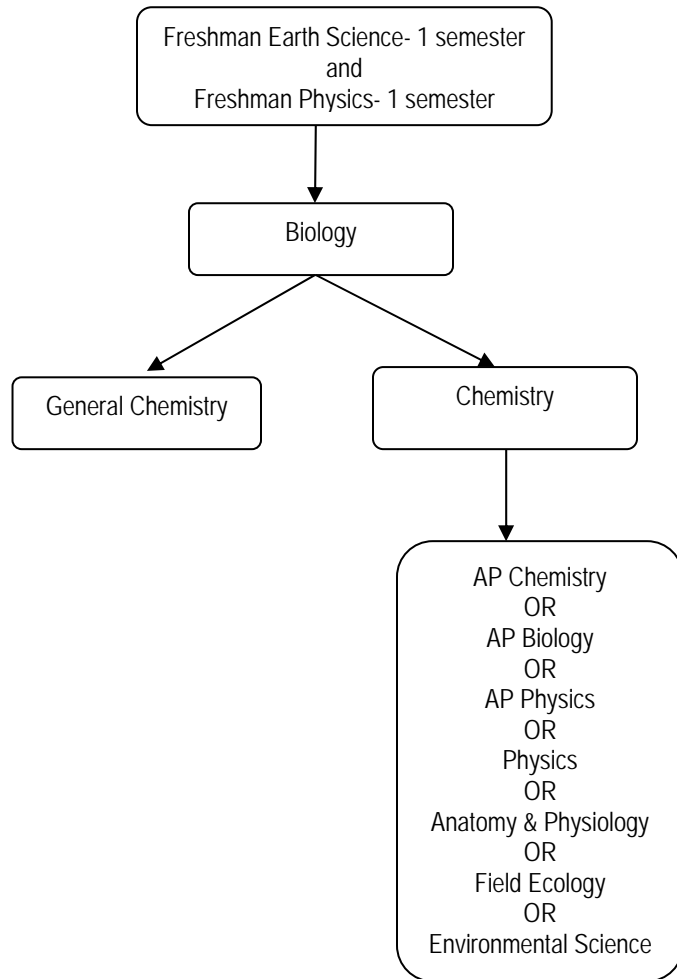 Freshman Earth Science- 1 semester
and
Freshman Physics- 1 semester
Biology
General Chemistry
Chemistry
AP Chemistry
OR
AP Biology
OR
AP Physics
OR
Physics
OR
Anatomy & Physiology
OR
Field Ecology
OR
Environmental Science